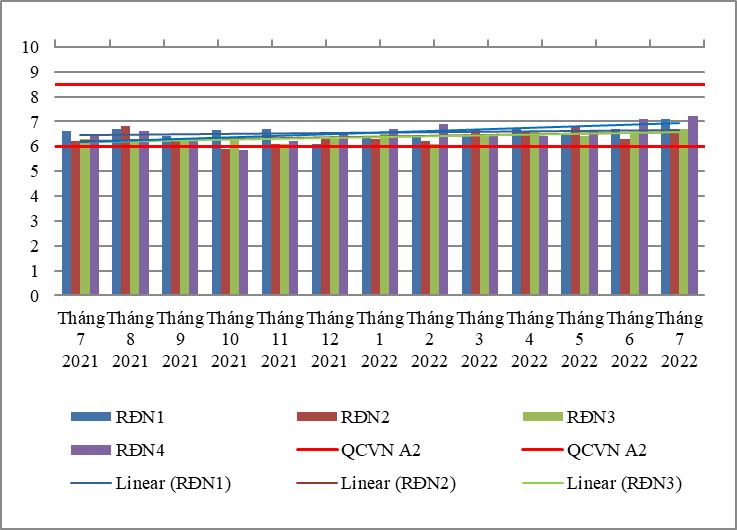 10
9
8
7
6
5
4
3
2
1
0
Tháng Tháng Tháng Tháng Tháng Tháng Tháng Tháng Tháng Tháng Tháng Tháng Tháng
7 8 9 10 11 12 1 2 3 4 5 6 7
2021 2021 2021 2021 2021 2021 2022 2022 2022 2022 2022 2022 2022
RĐN1 RĐN2 RĐN3
RĐN4 QCVN A2 QCVN A2
Linear (RĐN1) Linear (RĐN2) Linear (RĐN3)